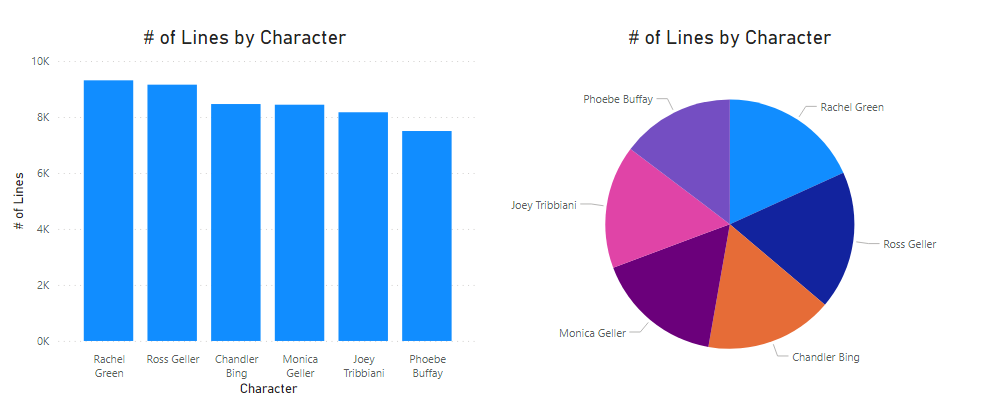 # of Lines by Character
10K
8K
6K
4K
2K
0K
# of Lines
Rachel
Green
Ross Geller
Chandler
Bing
Monica
Geller
Joey
Tribbiani
Phoebe
Buffay
Character
# of Lines by Character
Phoebe Buffay
Rachel Green
Joey Tribbiani
Ross Geller
Monica Geller
Chandler Bing